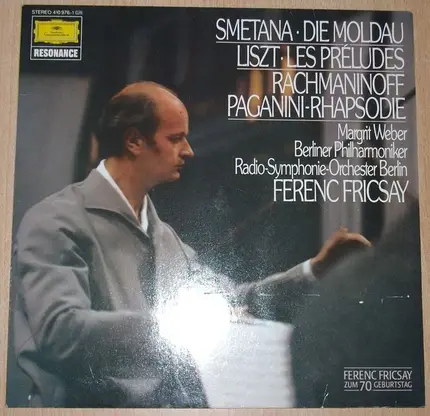 STEREO 410 976-1 GR
RESONANCE
SMETANA · DIE MOLDAU
LISZT · LES PRÉLUDES
RACHMANINOFF
PAGANINI-RHAPSODIE
Margrit Weber
Berliner Philharmoniker
Radio-Symphonie-Orchester Berlin
FERENC FRICSAY
FERENC FRICSAY
ZUM 70 GEBURTSTAG